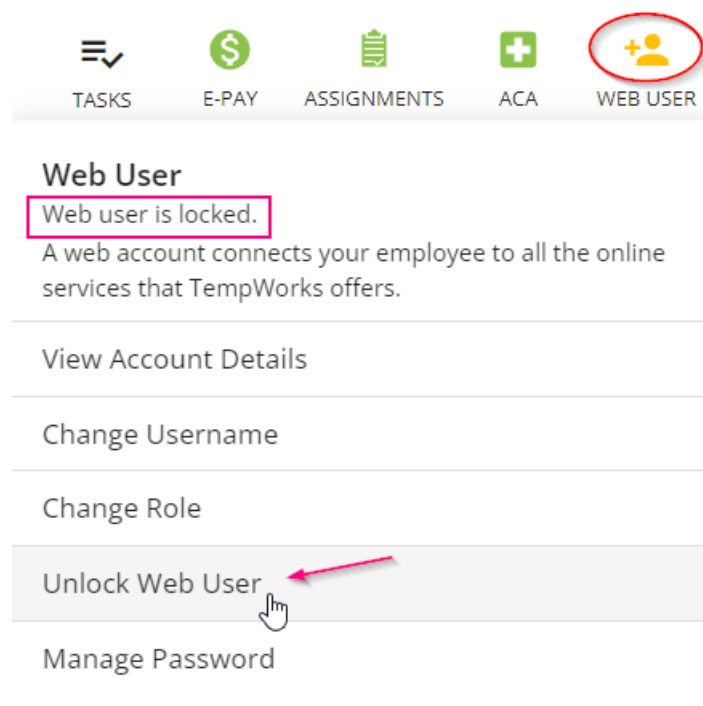 TASKS E-PAY ASSIGNMENTS ACA WEB USER
Web User
Web user is locked.
A web account connects your employee to all the online
services that TempWorks offers.
View Account Details
Change Username
Change Role
Unlock Web User
Manage Password